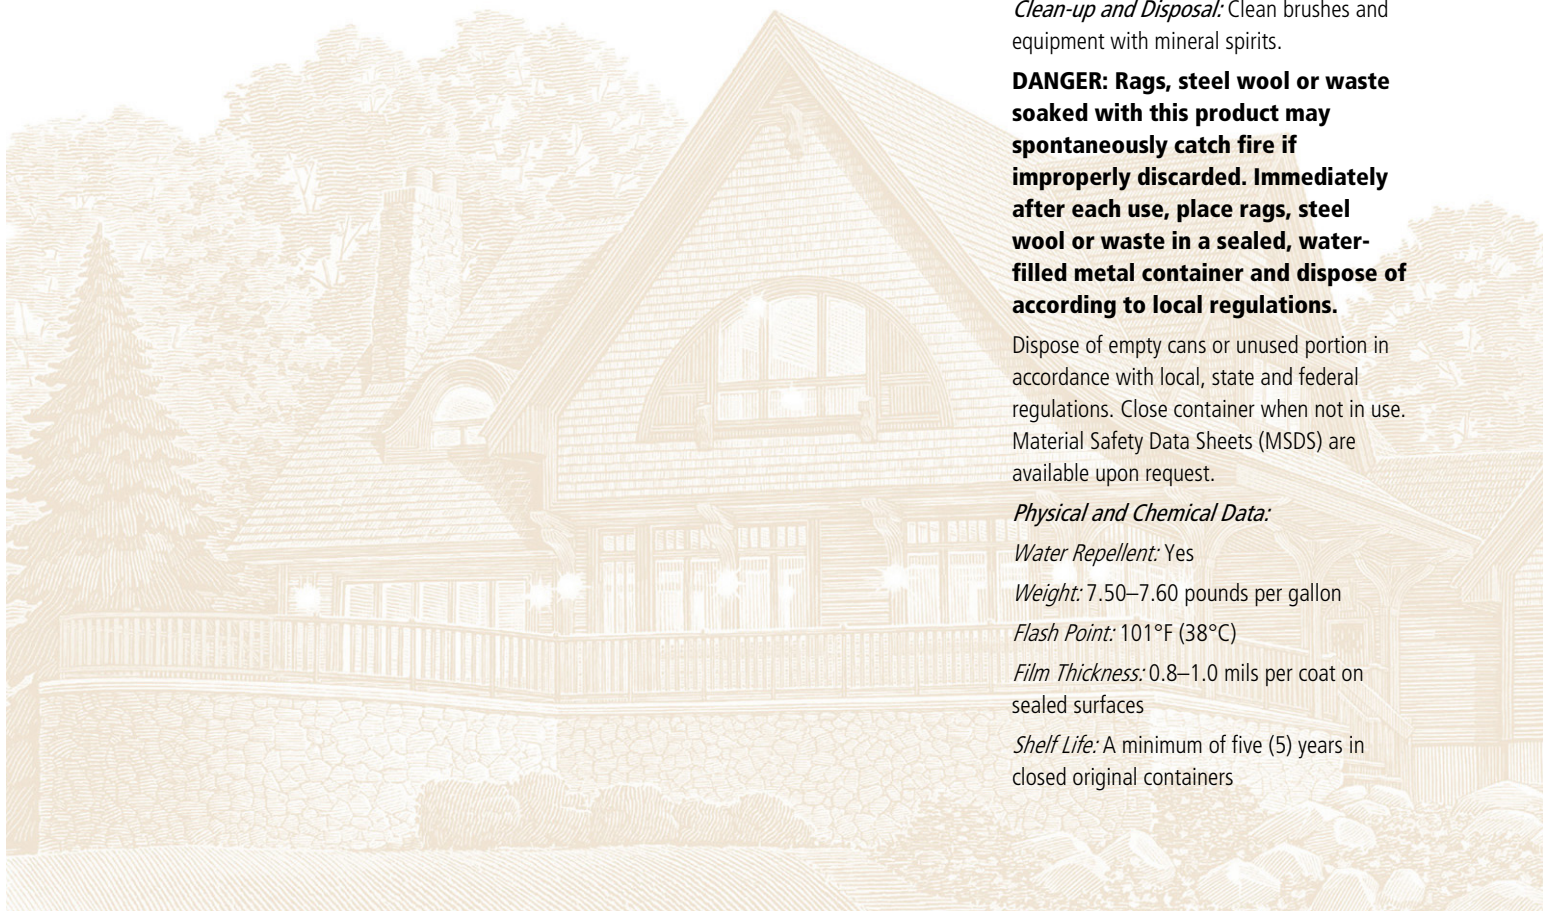 Clean-up and Disposal: Clean brushes and
equipment with mineral spirits.
DANGER: Rags, steel wool or waste
soaked with this product may
spontaneously catch fire if
improperly discarded. Immediately
after each use, place rags, steel
wool or waste in a sealed, water-
filled metal container and dispose of
according to local regulations.
Dispose of empty cans or unused portion in
accordance with local, state and federal
regulations. Close container when not in use.
Material Safety Data Sheets (MSDS) are
available upon request.
Physical and Chemical Data:
Water Repellent: Yes
Weight: 7.50–7.60 pounds per gallon
Flash Point: 101°F (38°C)
Film Thickness: 0.8–1.0 mils per coat on
sealed surfaces
Shelf Life: A minimum of five (5) years in
closed original containers